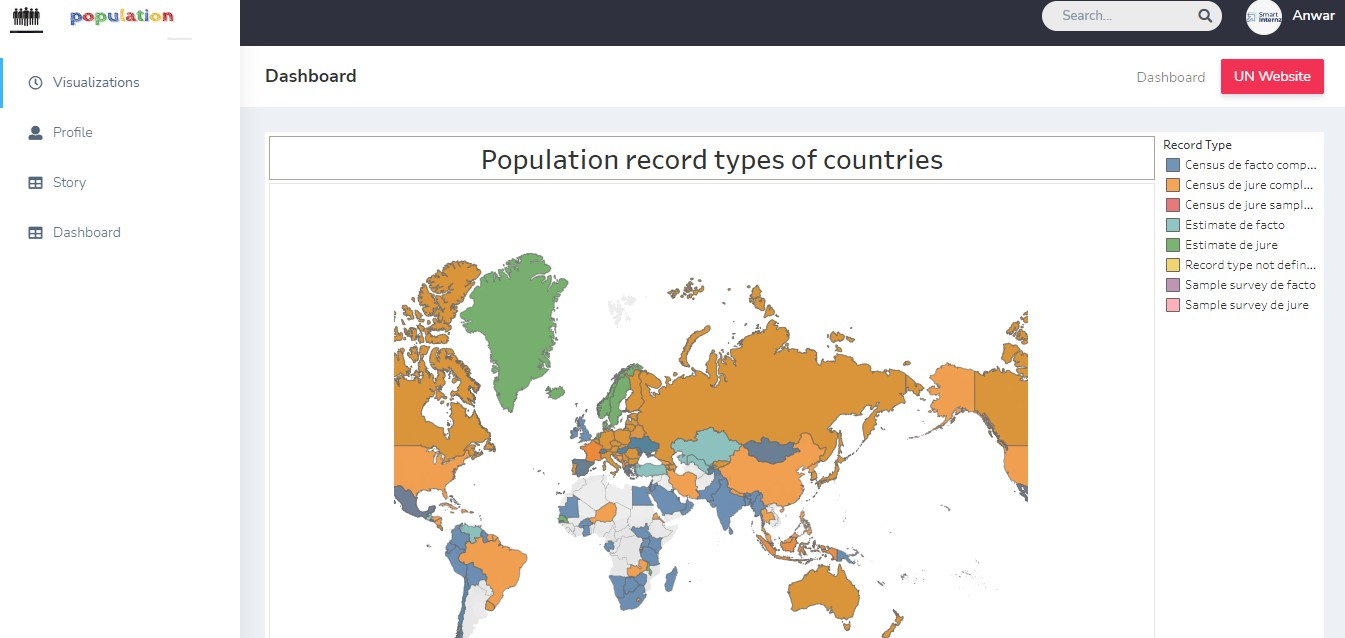 population
Search...
Smart
Internz
Anwar
Visualizations
Profile
Story
Dashboard
Dashboard
Dashboard
UN Website
Population record types of countries
Record Type
Census de facto comp...
Census de jure compl...
Census de jure sampl...
Estimate de facto
Estimate de jure
Record type not defin...
Sample survey de facto
Sample survey de jure